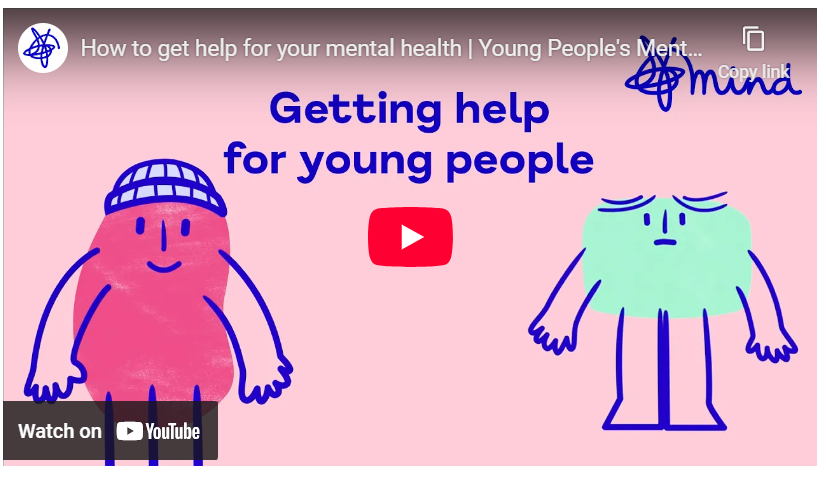 How to get help for your mental health | Young People's Ment...
Copy link
mind
Getting help
for young people
Watch on YouTube